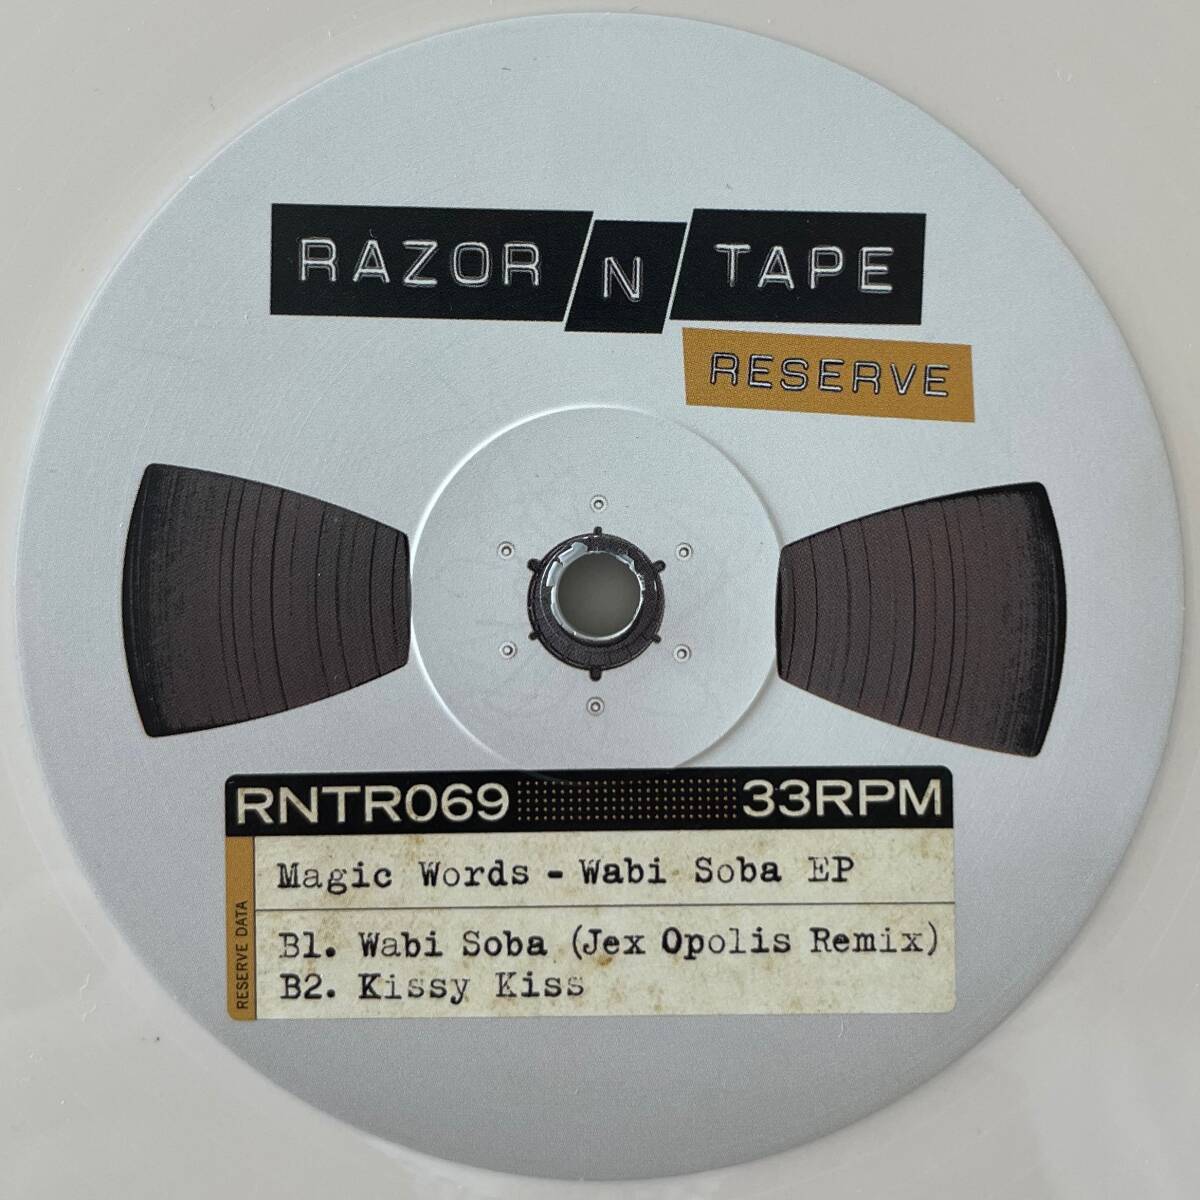 RAZOR N TAPE
RESERVE
RNTR069 33RPM
RESERVE DATA
Magic Words - Wabi Soba EP
B1. Wabi Soba (Jex Opolis Remix)
B2. Kissy Kiss